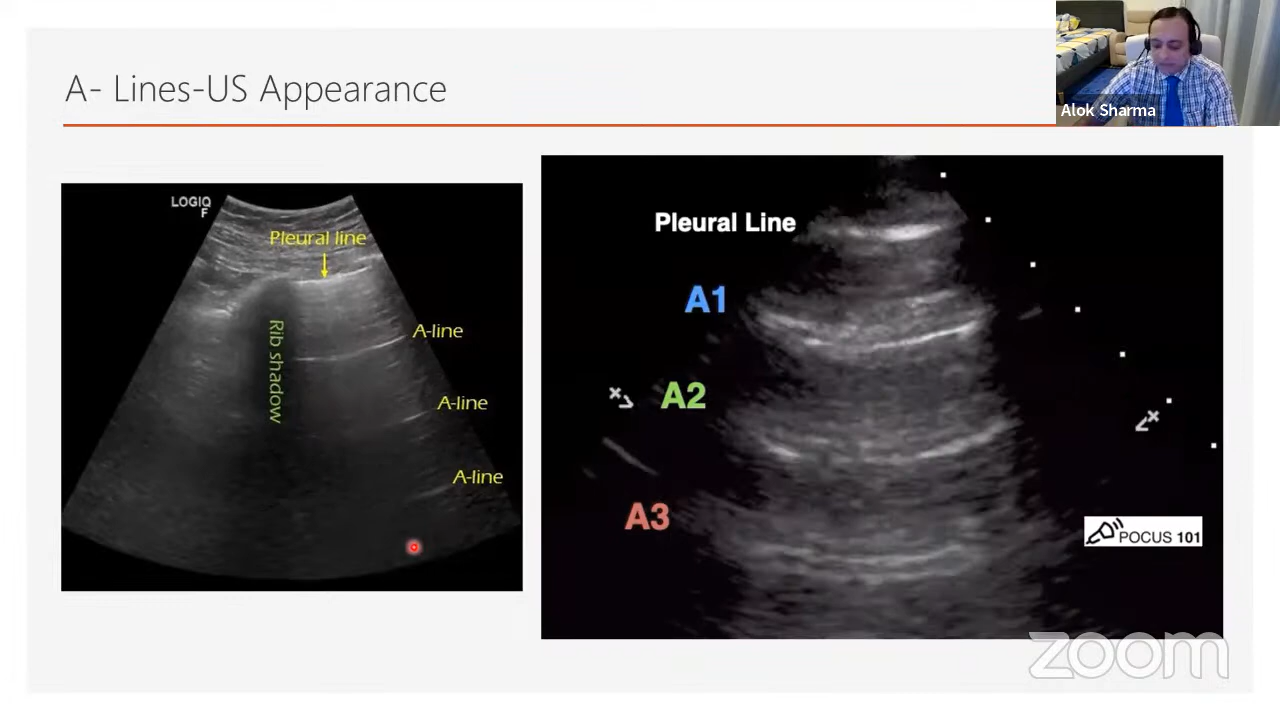 A- Lines-US Appearance
Alok Sharma
LOGIQ
F
Pleural line
Rib shadow
A-line
A-line
A-line
Pleural Line
A1
A2
A3
POCUS 101
zoom